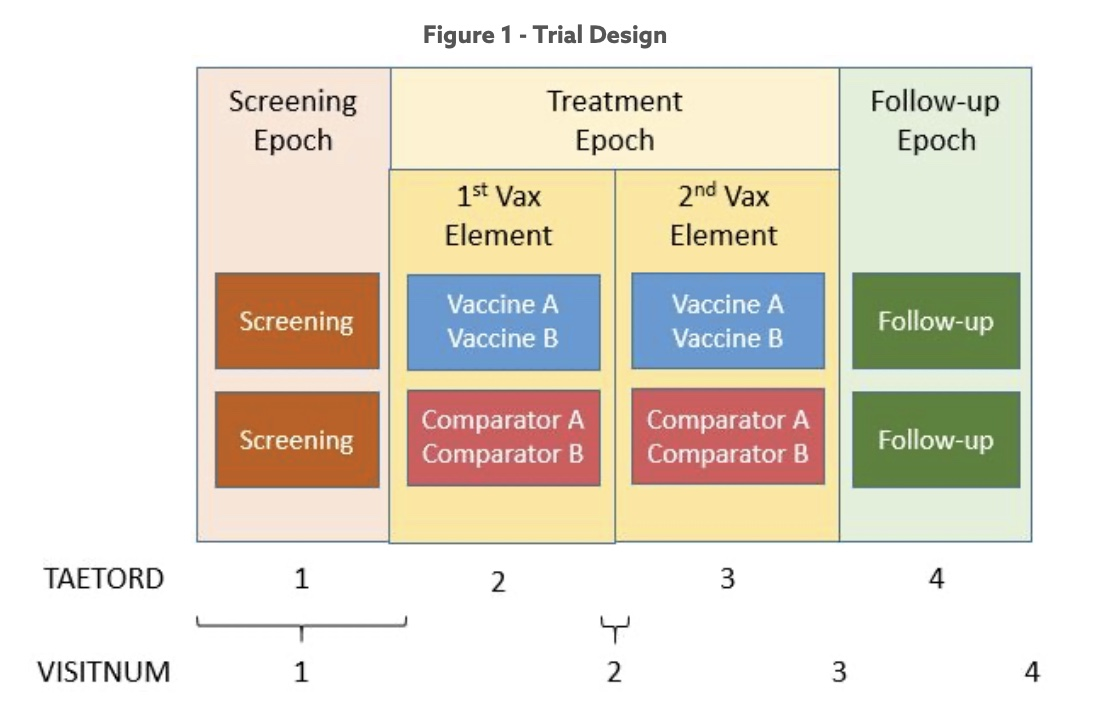 Figure 1 - Trial Design
Screening
Epoch
Treatment
Epoch
Follow-up
Epoch
1st Vax
Element
2nd Vax
Element
Screening
Vaccine A
Vaccine B
Vaccine A
Vaccine B
Follow-up
Screening
Comparator A
Comparator B
Comparator A
Comparator B
Follow-up
TAETORD 1 2 3 4
VISITNUM 1 2 3 4